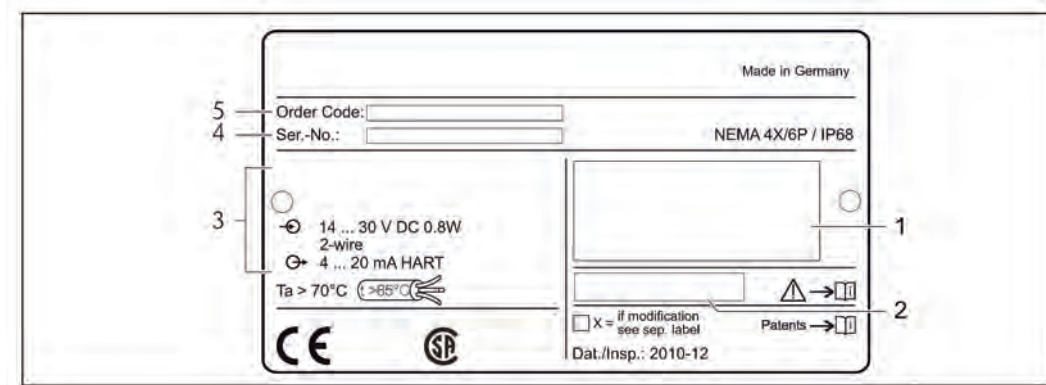 Made in Germany
5 Order Code:
4 Ser.-No.:
NEMA 4X/6P / IP68
3
14 ... 30 V DC 0.8W
2-wire
4 ... 20 mA HART
Ta > 70°C t >85°C
1
i
2
X = if modification
see sep. label
Patents i
Dat./Insp.: 2010-12
CE
SA